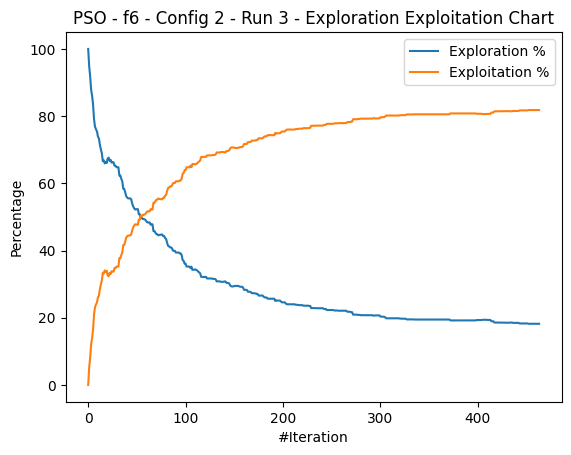 PSO - f6 - Config 2 - Run 3 - Exploration Exploitation Chart
100
80
60
40
20
0
Percentage
Exploration %
Exploitation %
0 100 200 300 400
#Iteration